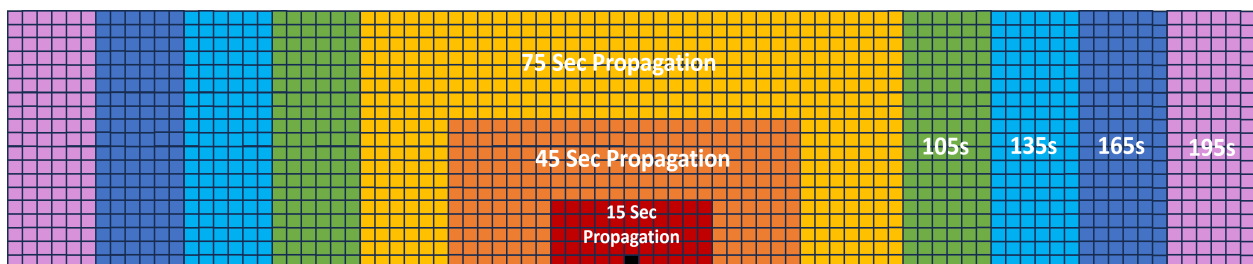 75 Sec Propagation
45 Sec Propagation
105s
135s
165s
195s
15 Sec
Propagation